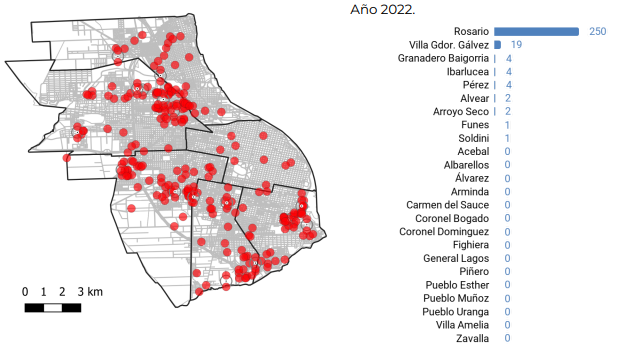 Año 2022.
Rosario 250
Villa Gdor. Gálvez 19
Granadero Baigorria 4
Ibarlucea 4
Pérez 4
Alvear 2
Arroyo Seco 2
Funes 1
Soldini 1
Acebal 0
Albarellos 0
Álvarez 0
Arminda 0
Carmen del Sauce 0
Coronel Bogado 0
Coronel Dominguez 0
Fighiera 0
General Lagos 0
Piñero 0
Pueblo Esther 0
Pueblo Muñoz 0
Pueblo Uranga 0
Villa Amelia 0
Zavalla 0
0 1 2 3 km